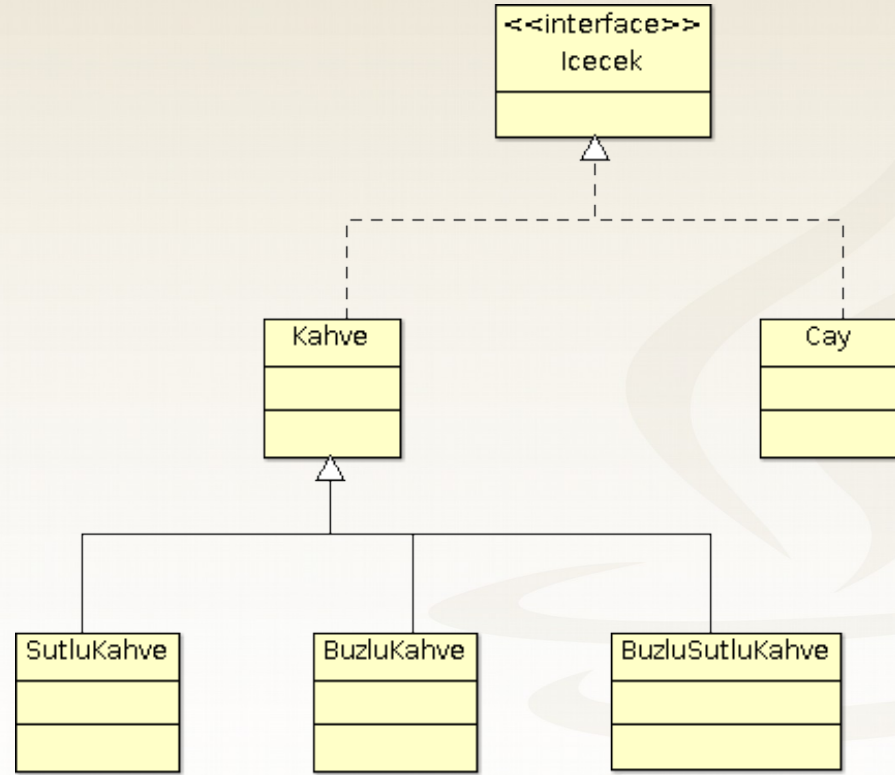 <<interface>>
Icecek
Kahve
Cay
SutluKahve
BuzluKahve
BuzluSutluKahve